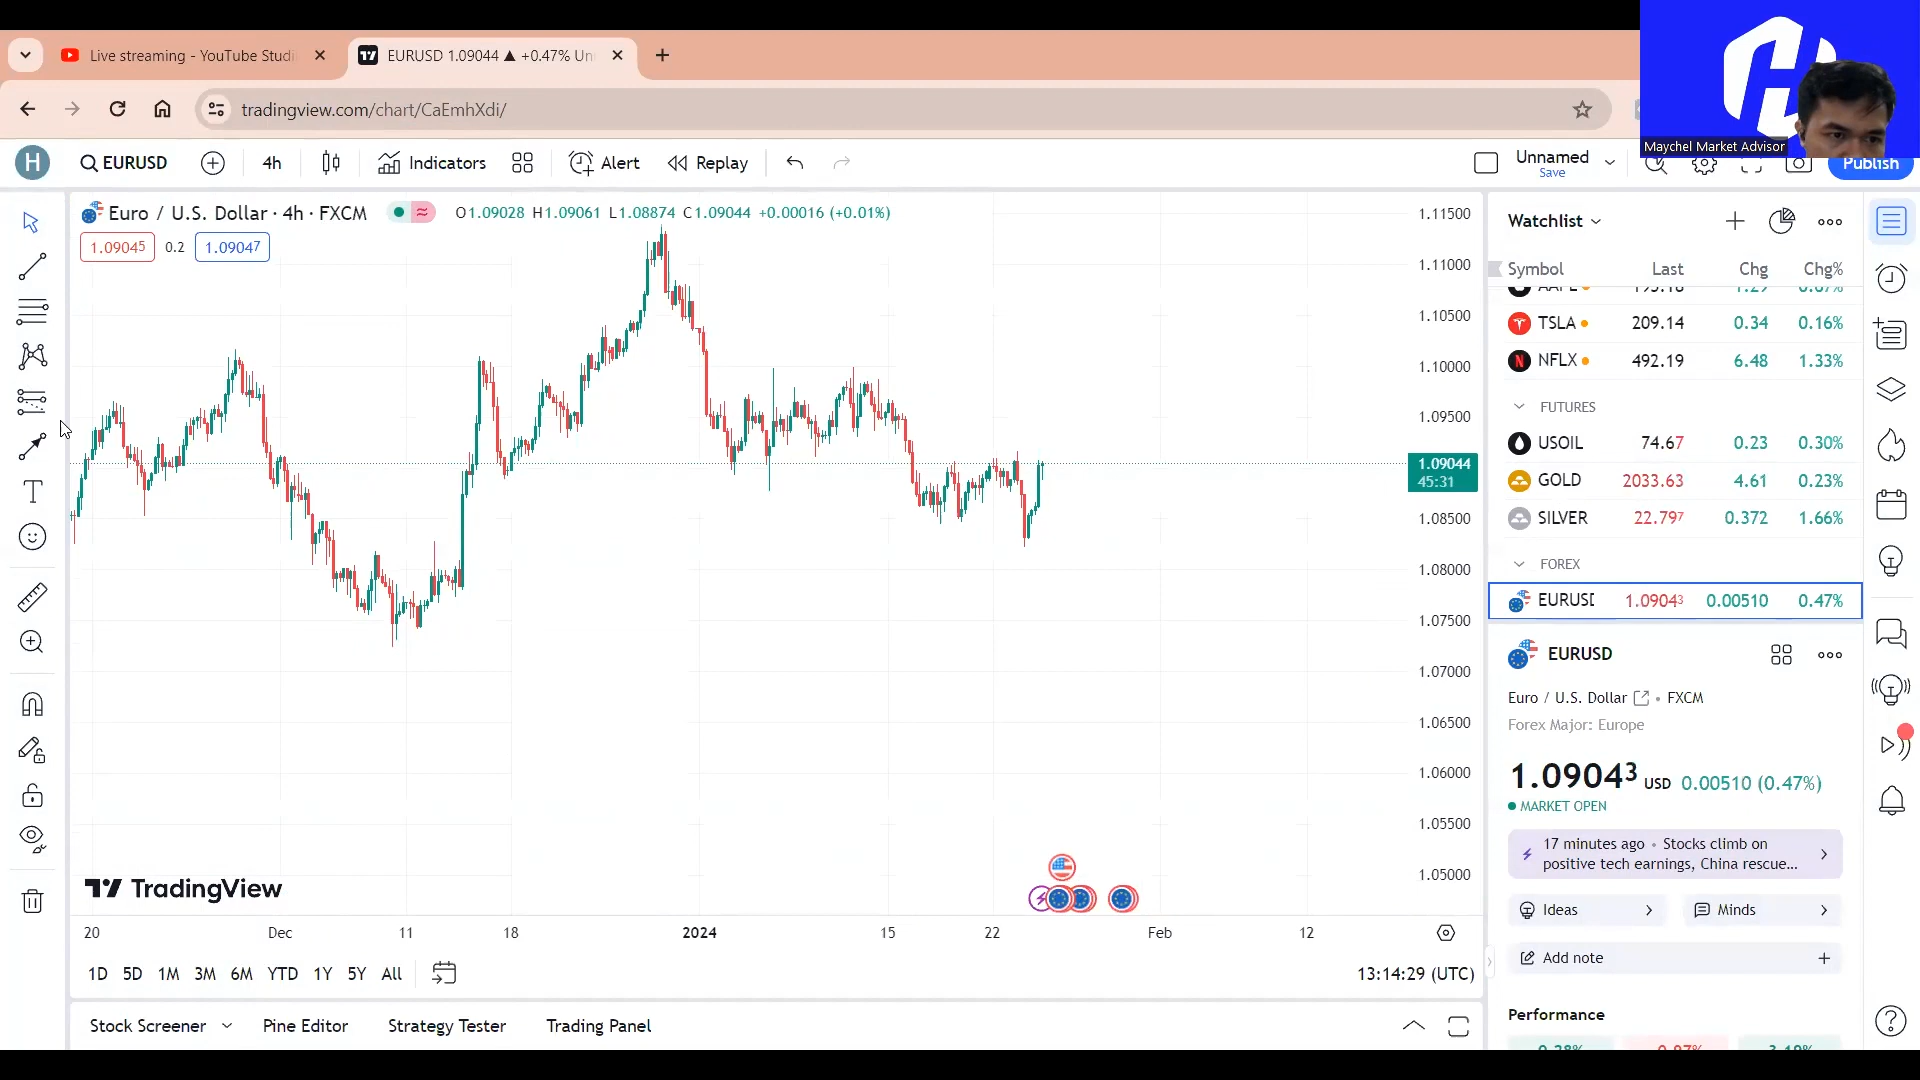 Live streaming - YouTube Studi
EURUSD 1.09044 ▲ +0.47% Un
tradingview.com/chart/CaEmhXdi/
Maychel Market Advisor
H
EURUSD
4h
Indicators
Alert
Replay
Unnamed
Save
Publish
Euro / U.S. Dollar · 4h · FXCM
O1.09028 H1.09061 L1.08874 C1.09044 +0.00016 (+0.01%)
1.09045
0.2
1.09047
1.11500
1.11000
1.10500
1.10000
1.09500
1.09044
45:31
1.08500
1.08000
1.07500
1.07000
1.06500
1.06000
1.05500
1.05000
TradingView
20
Dec
11
18
2024
15
22
Feb
12
1D 5D 1M 3M 6M YTD 1Y 5Y All
13:14:29 (UTC)
Stock Screener
Pine Editor
Strategy Tester
Trading Panel
Watchlist
Symbol Last Chg Chg%
TSLA 209.14 0.34 0.16%
NFLX 492.19 6.48 1.33%
FUTURES
USOIL 74.67 0.23 0.30%
GOLD 2033.63 4.61 0.23%
SILVER 22.797 0.372 1.66%
FOREX
EURUSD 1.09043 0.00510 0.47%
EURUSD
Euro / U.S. Dollar • FXCM
Forex Major: Europe
1.09043 USD 0.00510 (0.47%)
MARKET OPEN
17 minutes ago • Stocks climb on
positive tech earnings, China rescue...
Ideas
Minds
Add note
Performance